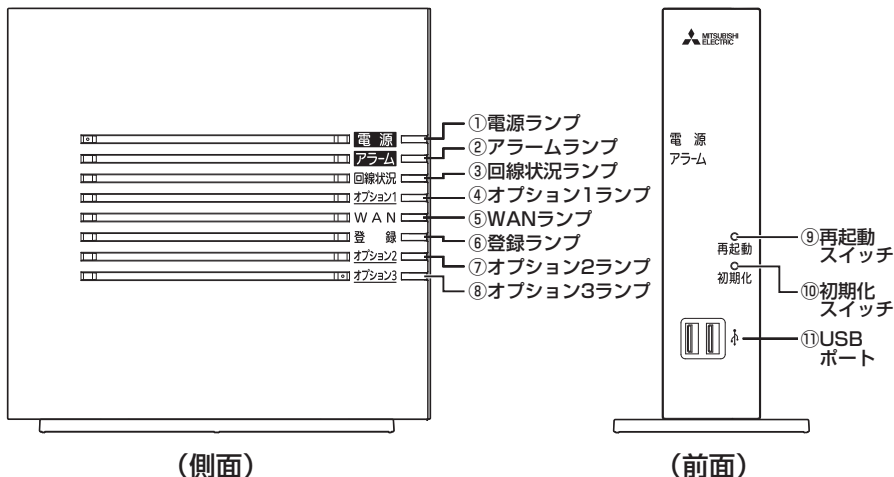 電源
アラーム
回線状況
オプション1
WAN
登録
オプション2
オプション3
①電源ランプ
②アラームランプ
③回線状況ランプ
④オプション1ランプ
⑤WANランプ
⑥登録ランプ
⑦オプション2ランプ
⑧オプション3ランプ
(側面)
MITSUBISHI
ELECTRIC
電源
アラーム
再起動
初期化
⑨再起動
スイッチ
⑩初期化
スイッチ
⑪USB
ポート
(前面)